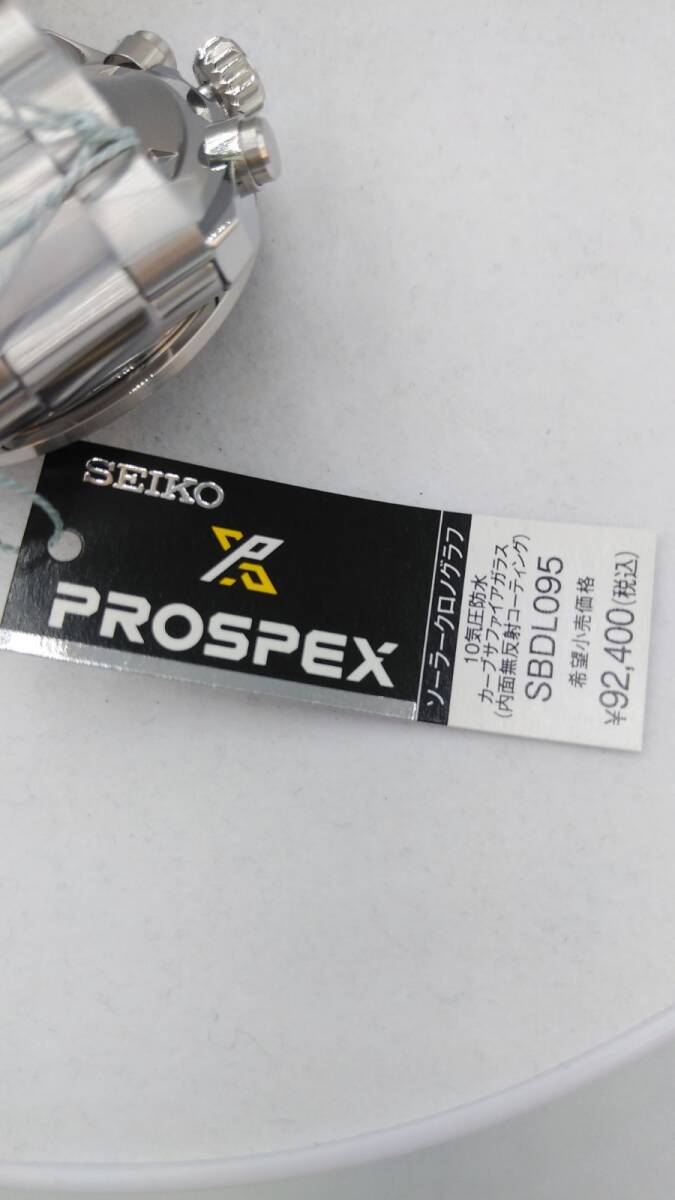 SEIKO
PROSPEX
ソーラークロノグラフ
10気圧防水
カーブサファイアガラス
(内面無反射コーティング)
SBDL095
希望小売価格
¥92,400(税込)